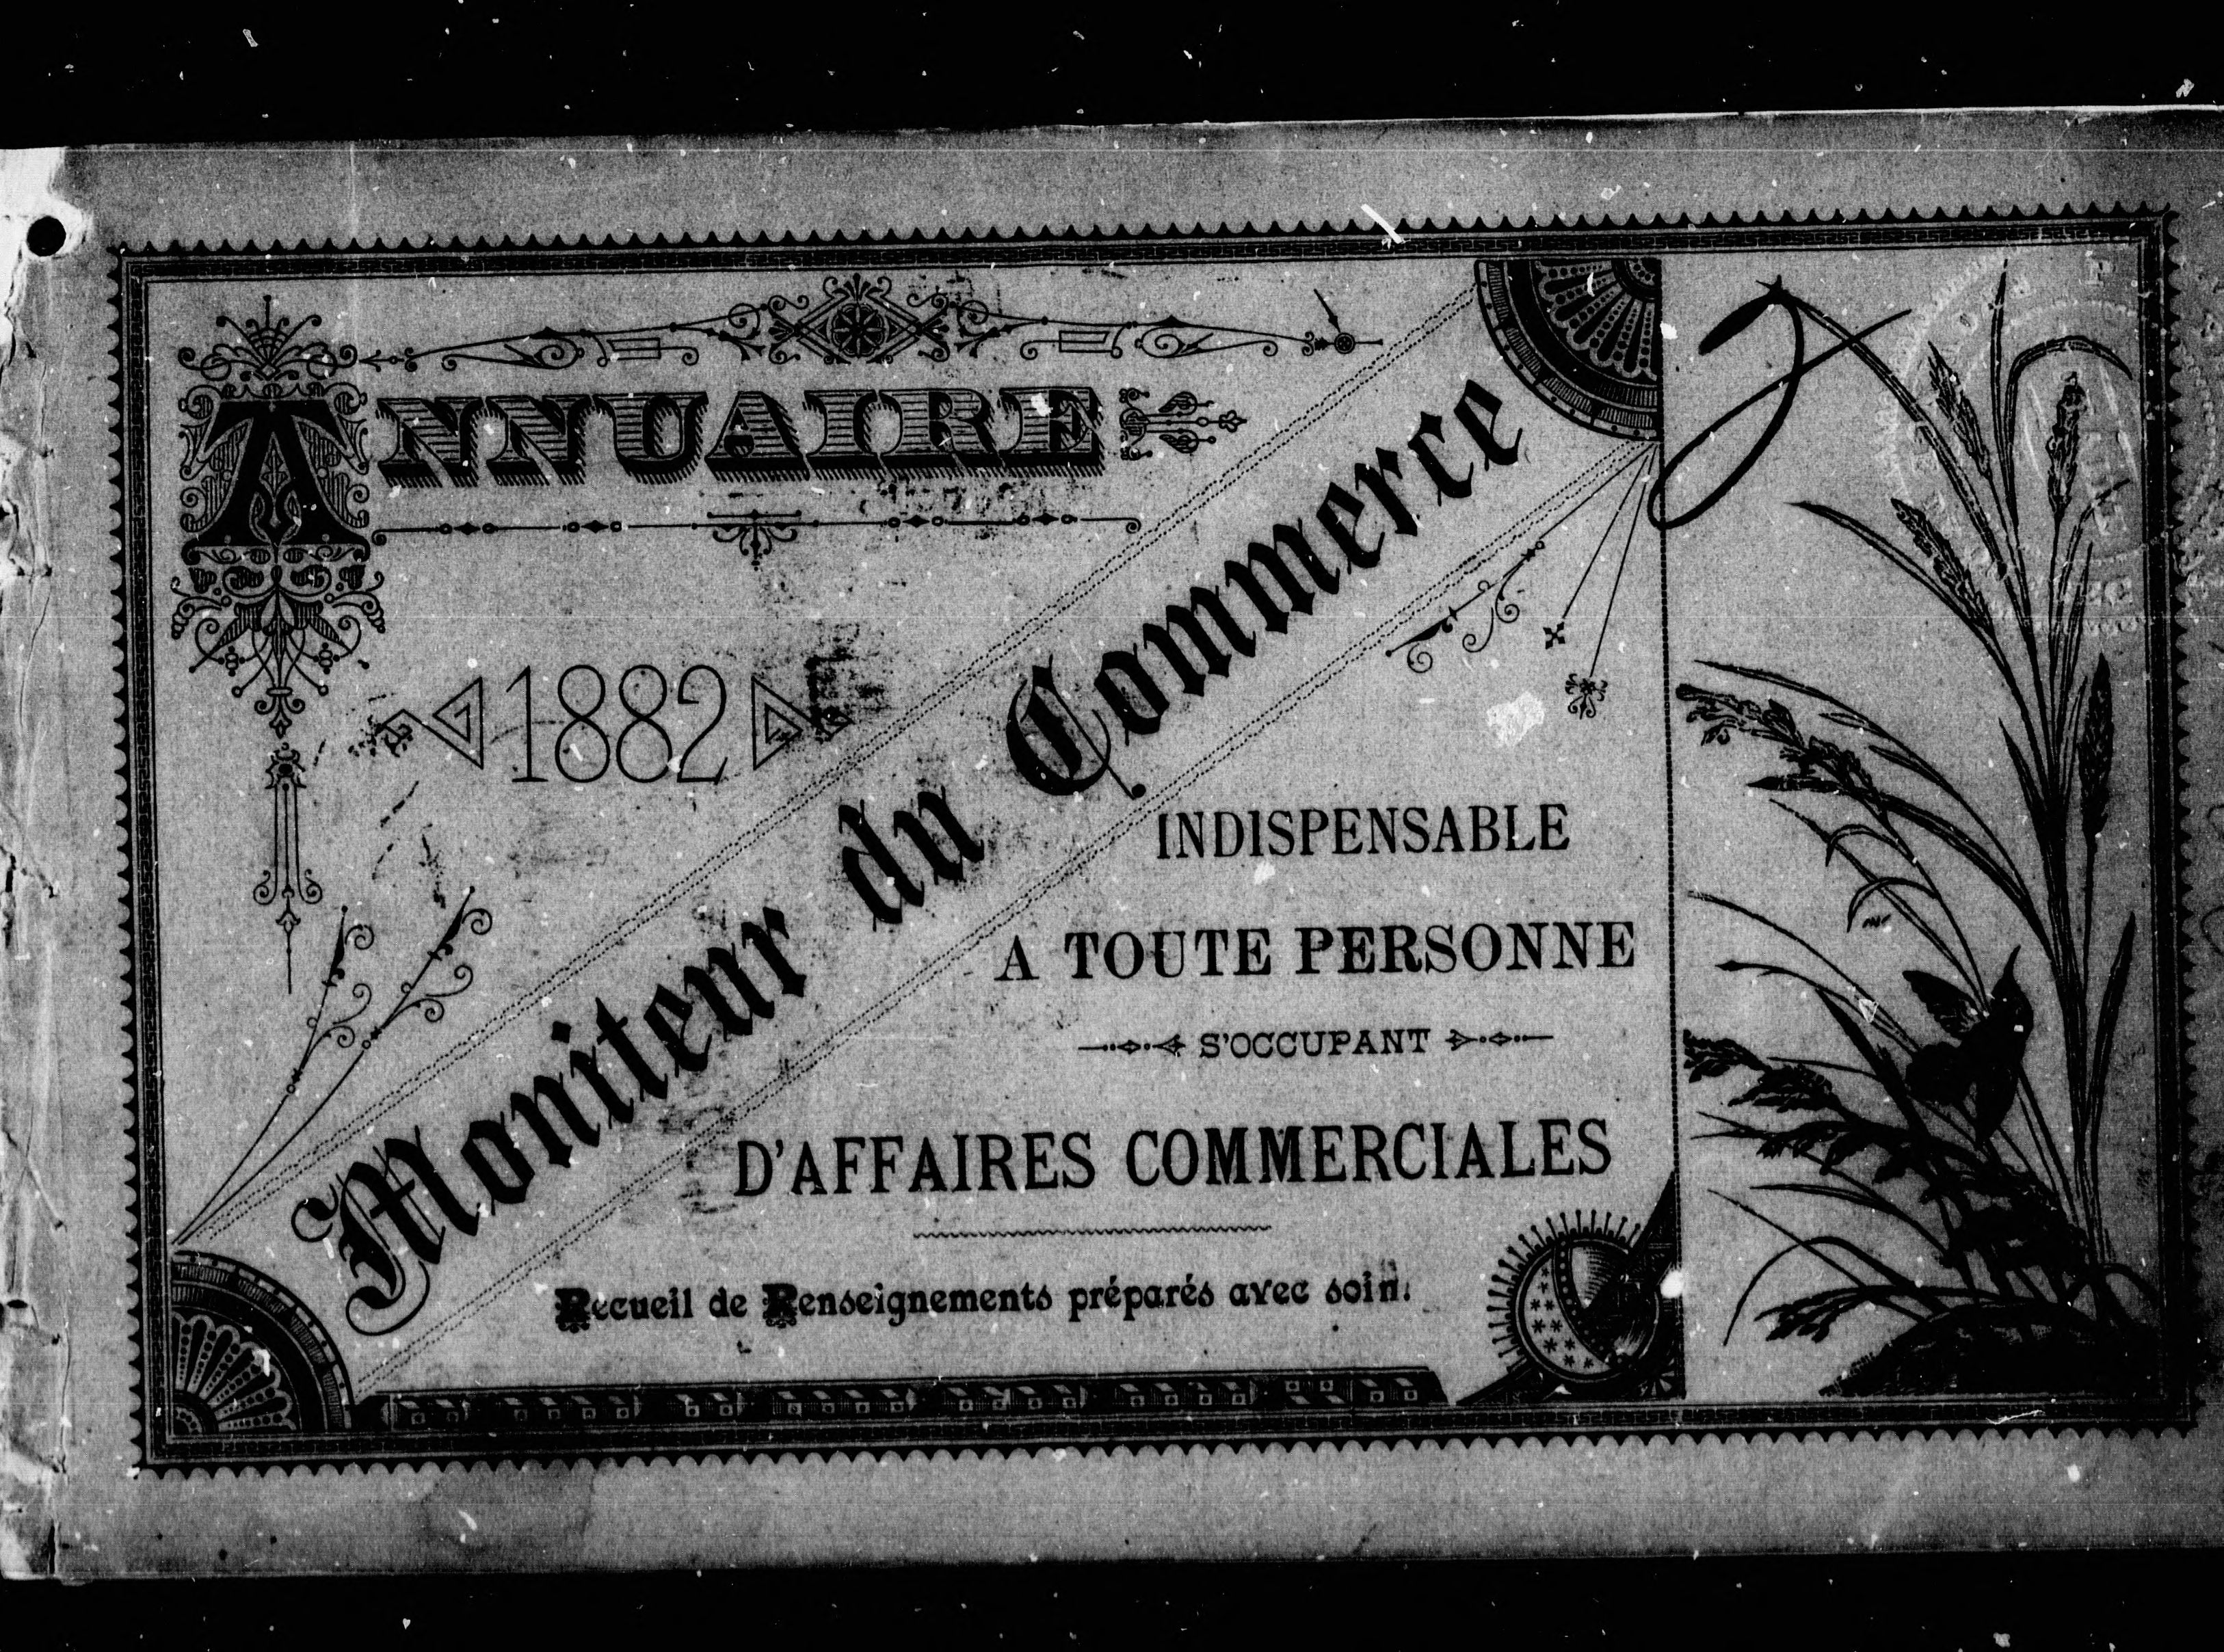 ANNUAIRE
1882
Moniteur du Commerce
INDISPENSABLE
A TOUTE PERSONNE
S'OCCUPANT
D'AFFAIRES COMMERCIALES
Recueil de Renseignements préparés avec soin.